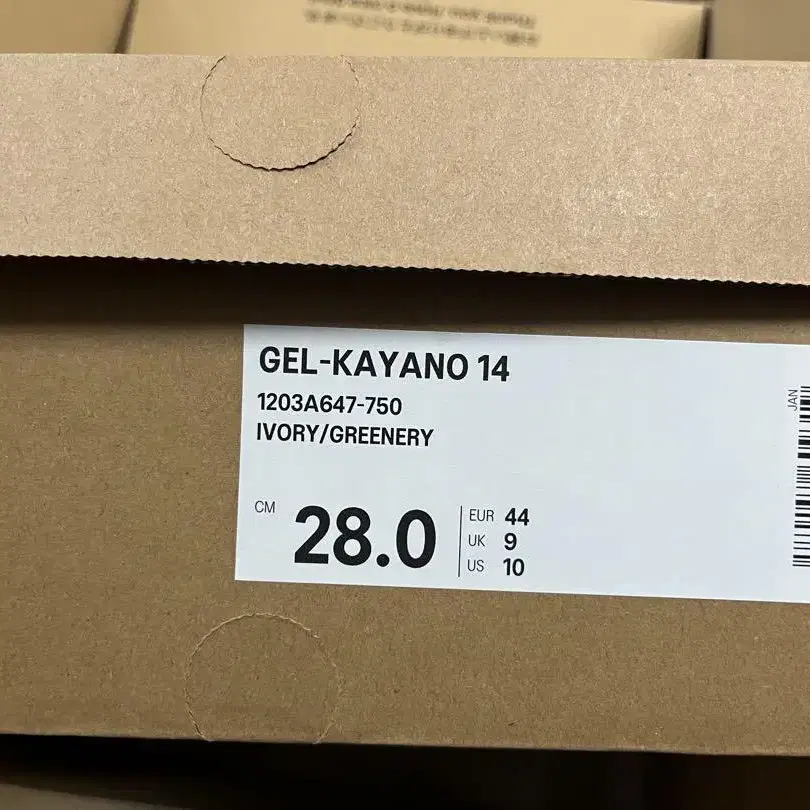 GEL-KAYANO 14
1203A647-750
IVORY/GREENERY
CM 28.0
EUR 44
UK 9
US 10
JAN